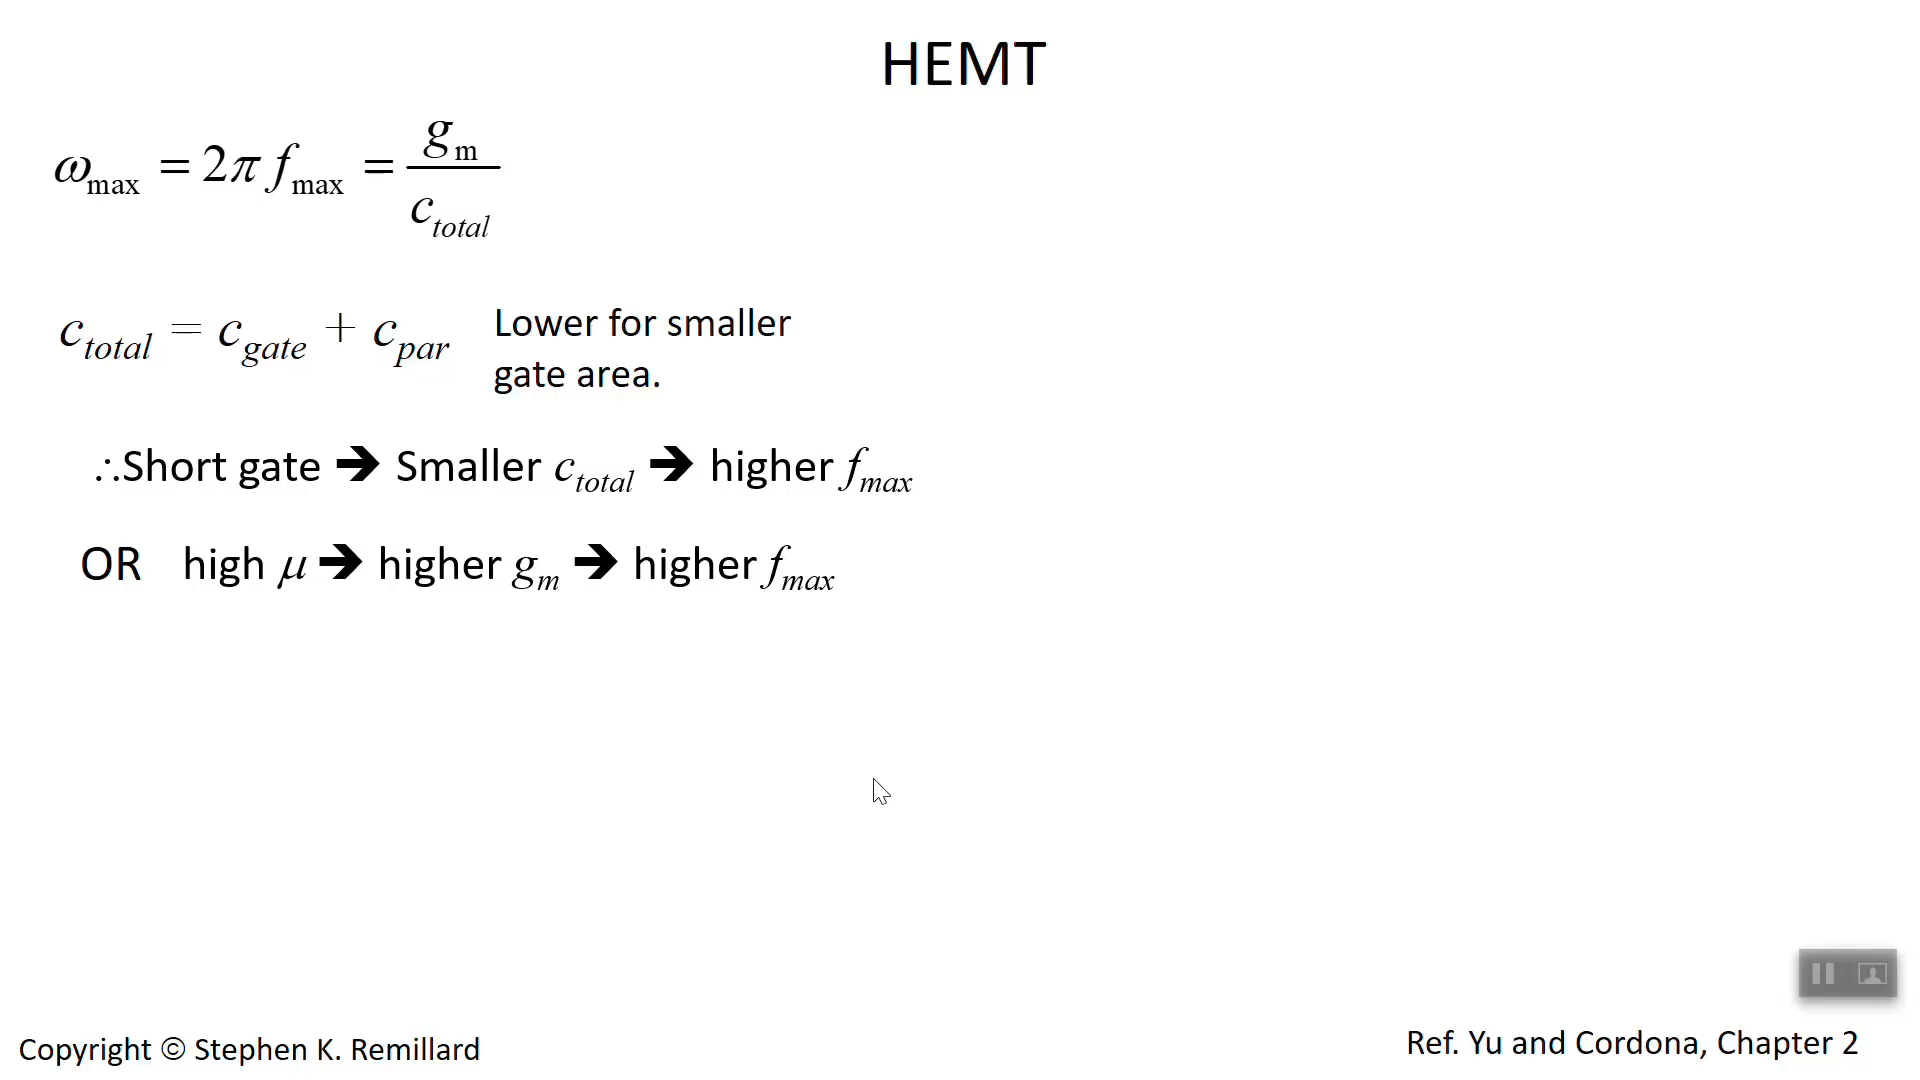 HEMT
ω_max = 2π f_max = g_m / c_total
c_total = c_gate + c_par
Lower for smaller
gate area.
∴Short gate ➔ Smaller c_total ➔ higher f_max
OR high μ ➔ higher g_m ➔ higher f_max
Copyright © Stephen K. Remillard
Ref. Yu and Cordona, Chapter 2